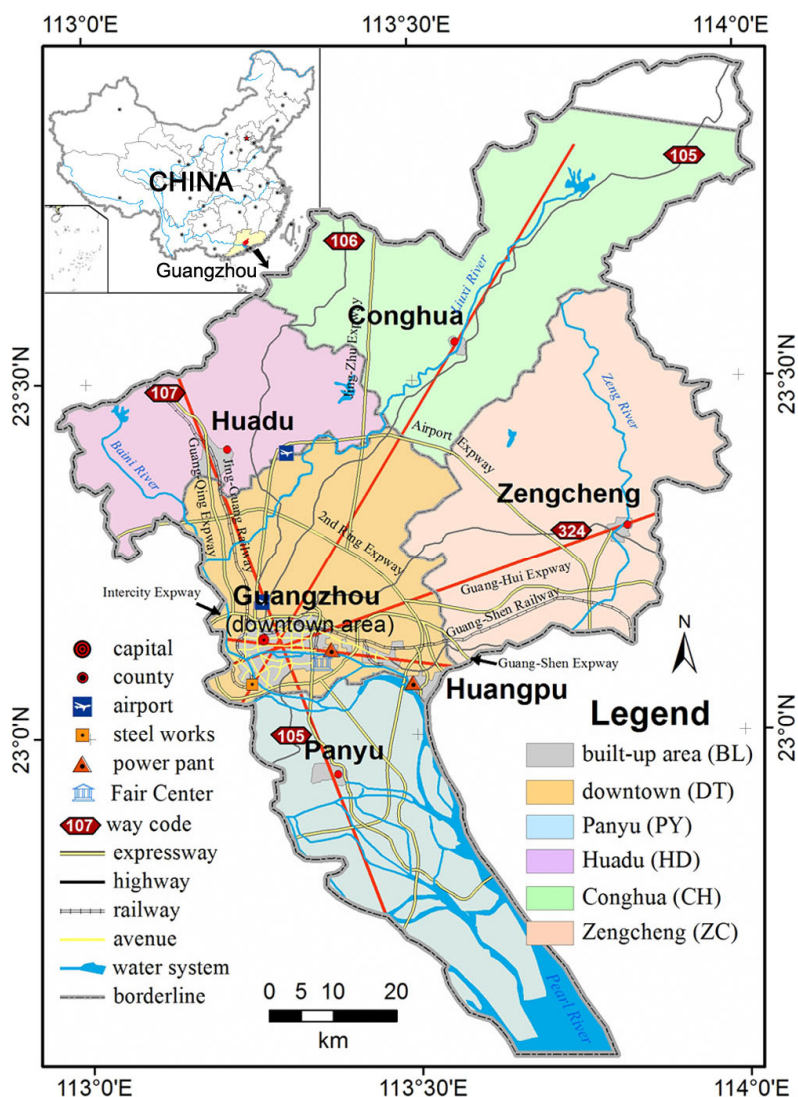 113°0'E 113°30'E 114°0'E
CHINA
Guangzhou
105
106
Liuxi River
Conghua
Jing-Zhu Expway
23°30'N
23°30'N
107
Huadu
Zeng River
Airport Expway
Baini River
Guang-Qing Expway
Jing-Guang Railway
Zengcheng
324
2nd Ring Expway
Guang-Hui Expway
Intercity Expway
Guangzhou
(downtown area)
Guang-Shen Railway
N
Guang-Shen Expway
Huangpu
23°0'N
23°0'N
105
Panyu
capital
county
airport
steel works
power pant
Fair Center
107 way code
expressway
highway
railway
avenue
water system
borderline
Legend
built-up area (BL)
downtown (DT)
Panyu (PY)
Huadu (HD)
Conghua (CH)
Zengcheng (ZC)
Pearl River
0 5 10 20
km
113°0'E 113°30'E 114°0'E